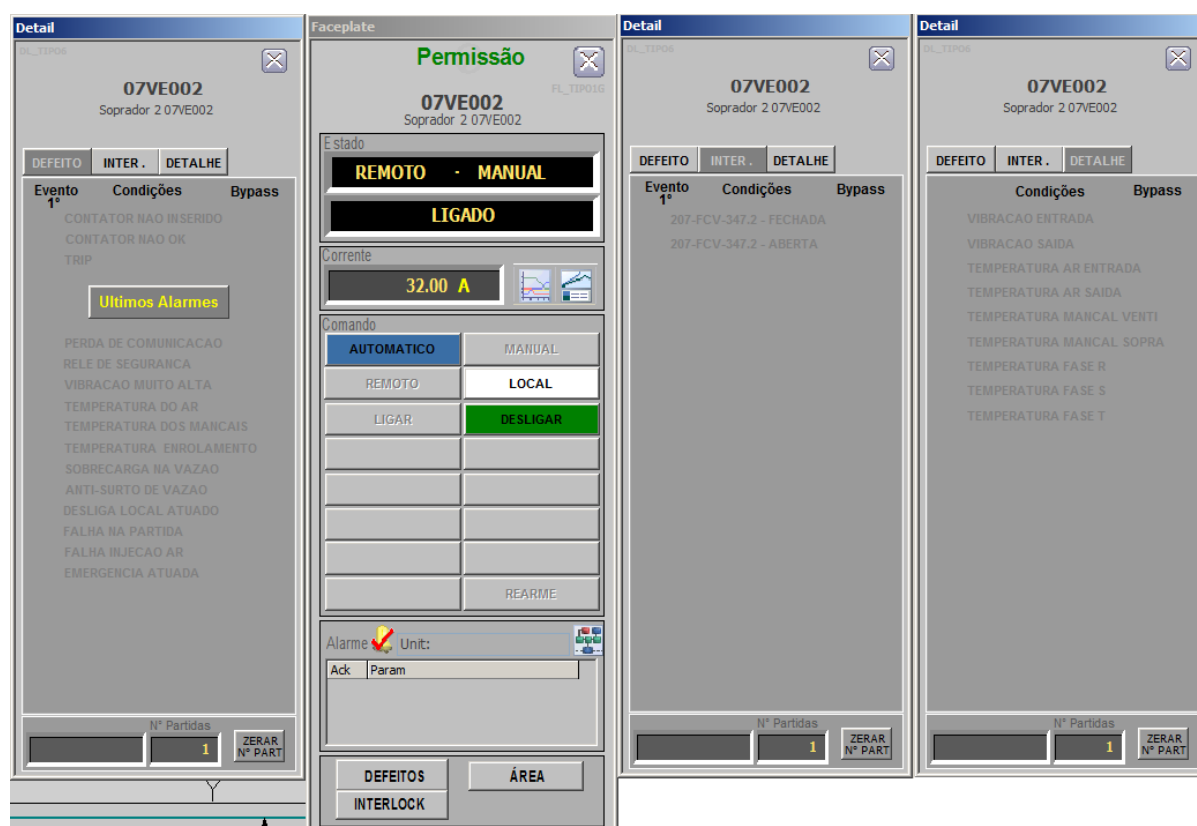 Detail
DL_TIPO6
07VE002
Soprador 2 07VE002
DEFEITO INTER . DETALHE
Evento Condições Bypass
1°
CONTATOR NAO INSERIDO
CONTATOR NAO OK
TRIP
Ultimos Alarmes
PERDA DE COMUNICACAO
RELE DE SEGURANCA
VIBRACAO MUITO ALTA
TEMPERATURA DO AR
TEMPERATURA DOS MANCAIS
TEMPERATURA ENROLAMENTO
SOBRECARGA NA VAZAO
ANTI-SURTO DE VAZAO
DESLIGA LOCAL ATUADO
FALHA NA PARTIDA
FALHA INJECAO AR
EMERGENCIA ATUADA
N° Partidas
1
ZERAR
N° PART
Faceplate
Permissão
FL_TIPO1G
07VE002
Soprador 2 07VE002
Estado
REMOTO - MANUAL
LIGADO
Corrente
32.00 A
Comando
AUTOMATICO MANUAL
REMOTO LOCAL
LIGAR DESLIGAR
REARME
Alarme Unit:
Ack Param
DEFEITOS ÁREA
INTERLOCK
Detail
DL_TIPO6
07VE002
Soprador 2 07VE002
DEFEITO INTER . DETALHE
Evento Condições Bypass
1°
207-FCV-347.2 - FECHADA
207-FCV-347.2 - ABERTA
N° Partidas
1
ZERAR
N° PART
Detail
DL_TIPO6
07VE002
Soprador 2 07VE002
DEFEITO INTER . DETALHE
Condições Bypass
VIBRACAO ENTRADA
VIBRACAO SAIDA
TEMPERATURA AR ENTRADA
TEMPERATURA AR SAIDA
TEMPERATURA MANCAL VENTI
TEMPERATURA MANCAL SOPRA
TEMPERATURA FASE R
TEMPERATURA FASE S
TEMPERATURA FASE T
N° Partidas
1
ZERAR
N° PART